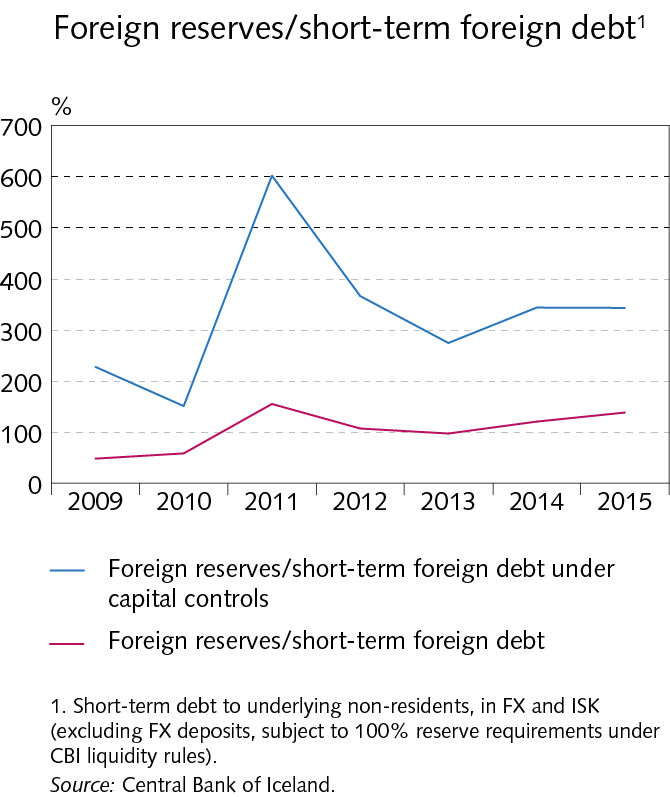 Foreign reserves/short-term foreign debt¹
%
700
600
500
400
300
200
100
0
2009 2010 2011 2012 2013 2014 2015
Foreign reserves/short-term foreign debt under
capital controls
Foreign reserves/short-term foreign debt
1. Short-term debt to underlying non-residents, in FX and ISK
(excluding FX deposits, subject to 100% reserve requirements under
CBI liquidity rules).
Source: Central Bank of Iceland.